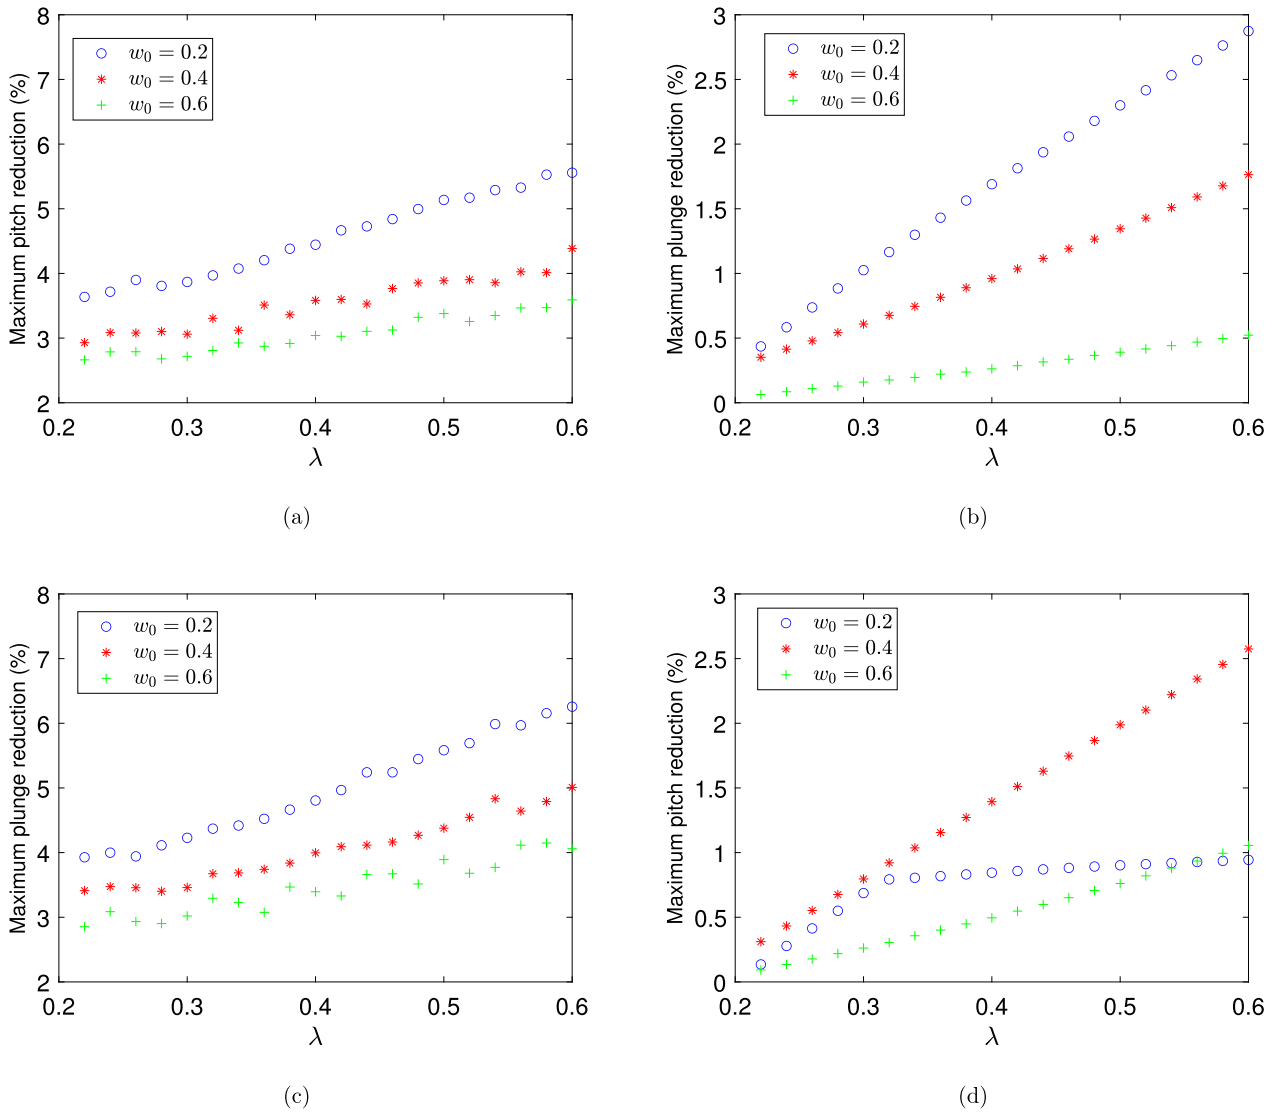 8
7
6
5
4
3
2
0.2 0.3 0.4 0.5 0.6
Maximum pitch reduction (%)
λ
w₀ = 0.2
w₀ = 0.4
w₀ = 0.6
(a)
3
2.5
2
1.5
1
0.5
0
0.2 0.3 0.4 0.5 0.6
Maximum plunge reduction (%)
λ
w₀ = 0.2
w₀ = 0.4
w₀ = 0.6
(b)
8
7
6
5
4
3
2
0.2 0.3 0.4 0.5 0.6
Maximum plunge reduction (%)
λ
w₀ = 0.2
w₀ = 0.4
w₀ = 0.6
(c)
3
2.5
2
1.5
1
0.5
0
0.2 0.3 0.4 0.5 0.6
Maximum pitch reduction (%)
λ
w₀ = 0.2
w₀ = 0.4
w₀ = 0.6
(d)